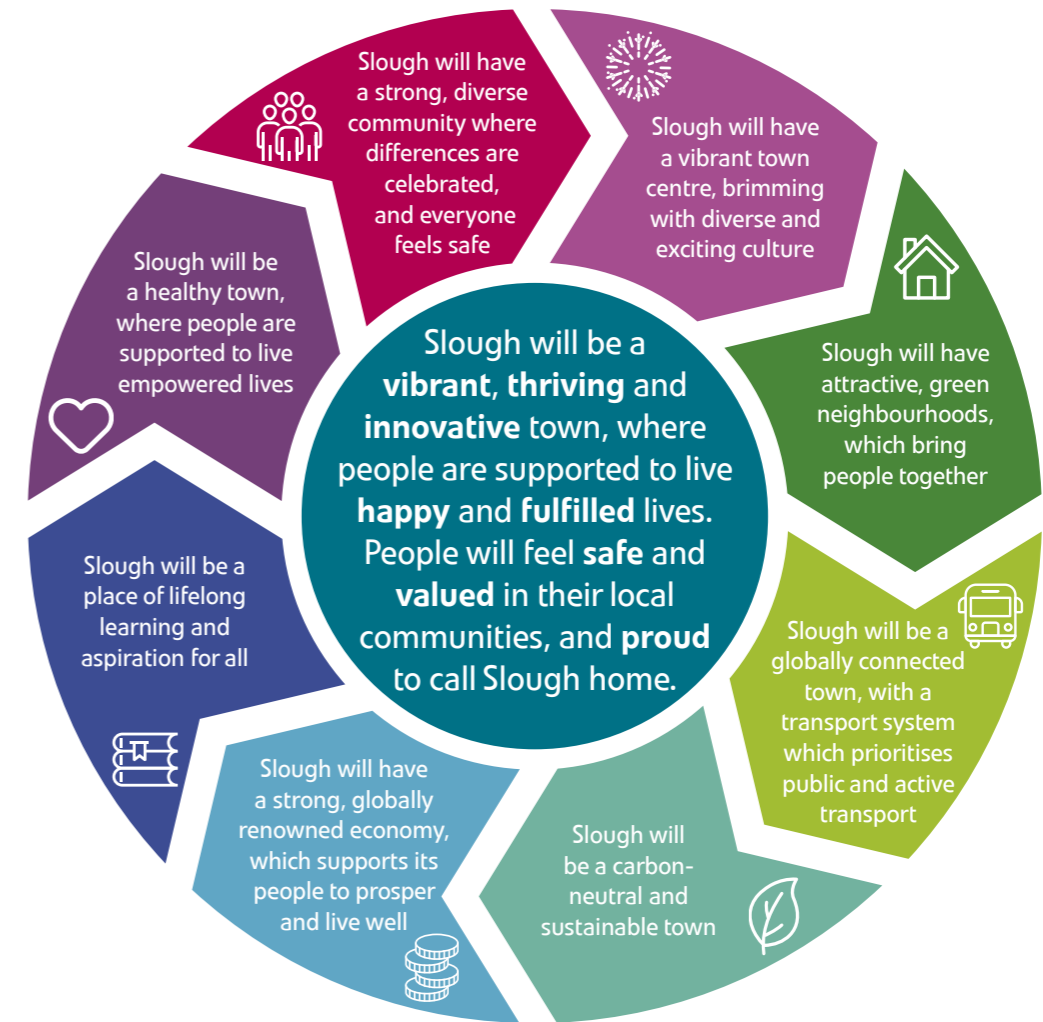 Slough will have
a strong, diverse
community where
differences are
celebrated,
and everyone
feels safe
Slough will have
a vibrant town
centre, brimming
with diverse and
exciting culture
Slough will have
attractive, green
neighbourhoods,
which bring
people together
Slough will be a
globally connected
town, with a
transport system
which prioritises
public and active
transport
Slough will
be a carbon-
neutral and
sustainable town
Slough will have
a strong, globally
renowned economy,
which supports its
people to prosper
and live well
Slough will be a
place of lifelong
learning and
aspiration for all
Slough will be
a healthy town,
where people are
supported to live
empowered lives
Slough will be a
vibrant, thriving and
innovative town, where
people are supported to live
happy and fulfilled lives.
People will feel safe and
valued in their local
communities, and proud
to call Slough home.